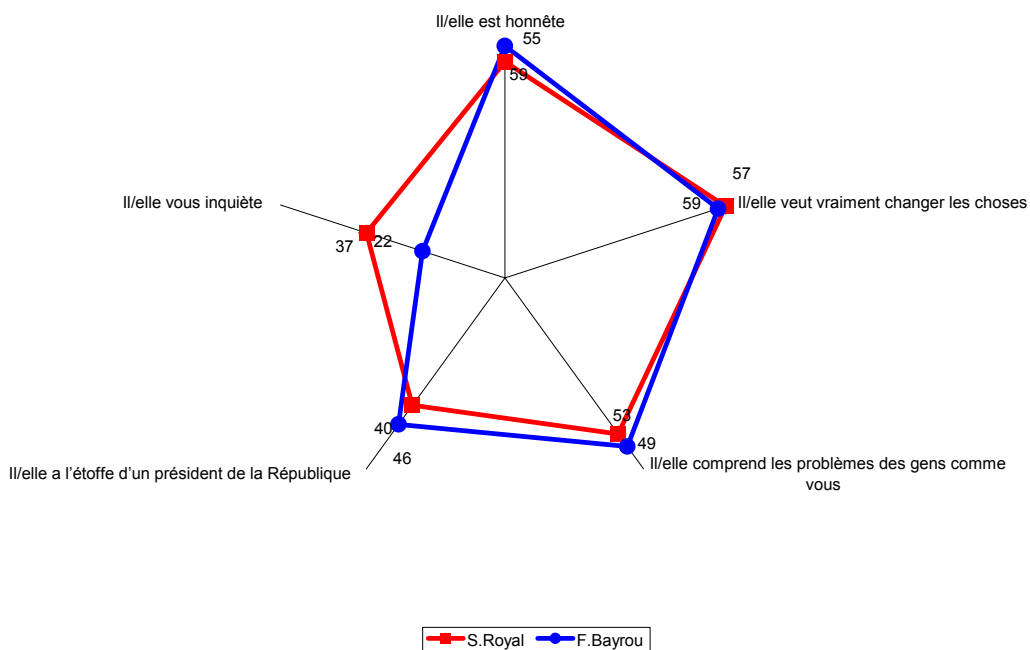 Il/elle est honnête
55
59
57
Il/elle vous inquiète
59
Il/elle veut vraiment changer les choses
37
22
53
40
49
46
Il/elle a l’étoffe d’un président de la République
Il/elle comprend les problèmes des gens comme
vous
S.Royal
F.Bayrou